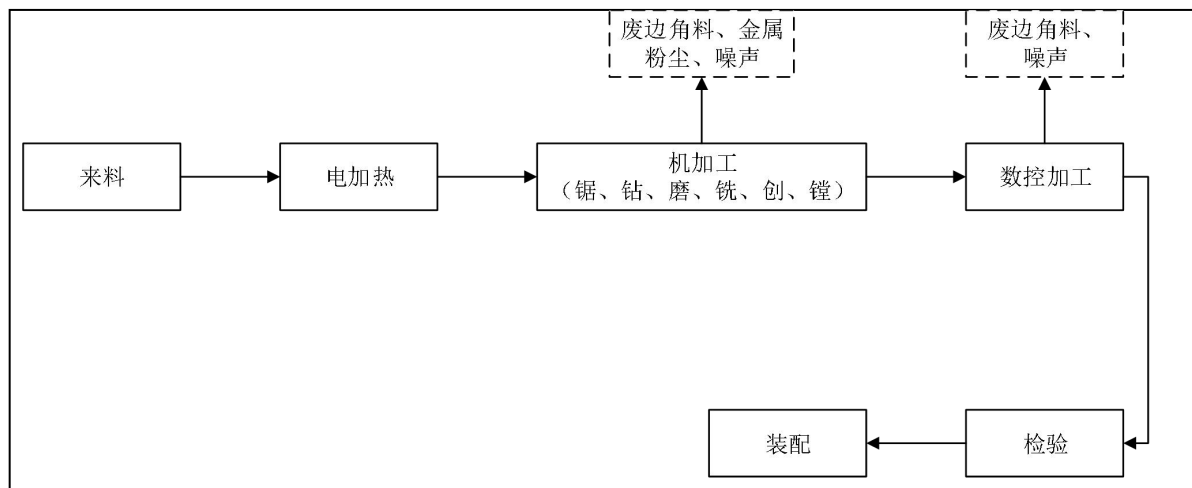 废边角料、金属
粉尘、噪声
废边角料、
噪声
来料
电加热
机加工
（锯、钻、磨、铣、创、镗）
数控加工
装配
检验